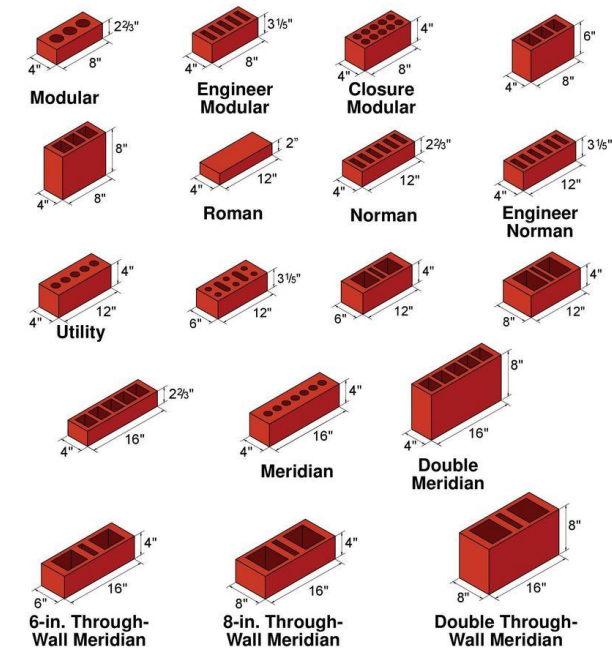 2⅔"
4"
8"
Modular
3⅕"
4"
8"
Engineer
Modular
4"
4"
8"
Closure
Modular
6"
4"
8"
8"
4"
8"
2"
4"
12"
Roman
2⅔"
4"
12"
Norman
3⅕"
4"
12"
Engineer
Norman
4"
4"
12"
Utility
3⅕"
6"
12"
4"
6"
12"
4"
8"
12"
2⅔"
4"
16"
4"
4"
16"
Meridian
8"
4"
16"
Double
Meridian
4"
6"
16"
6-in. Through-
Wall Meridian
4"
8"
16"
8-in. Through-
Wall Meridian
8"
8"
16"
Double Through-
Wall Meridian